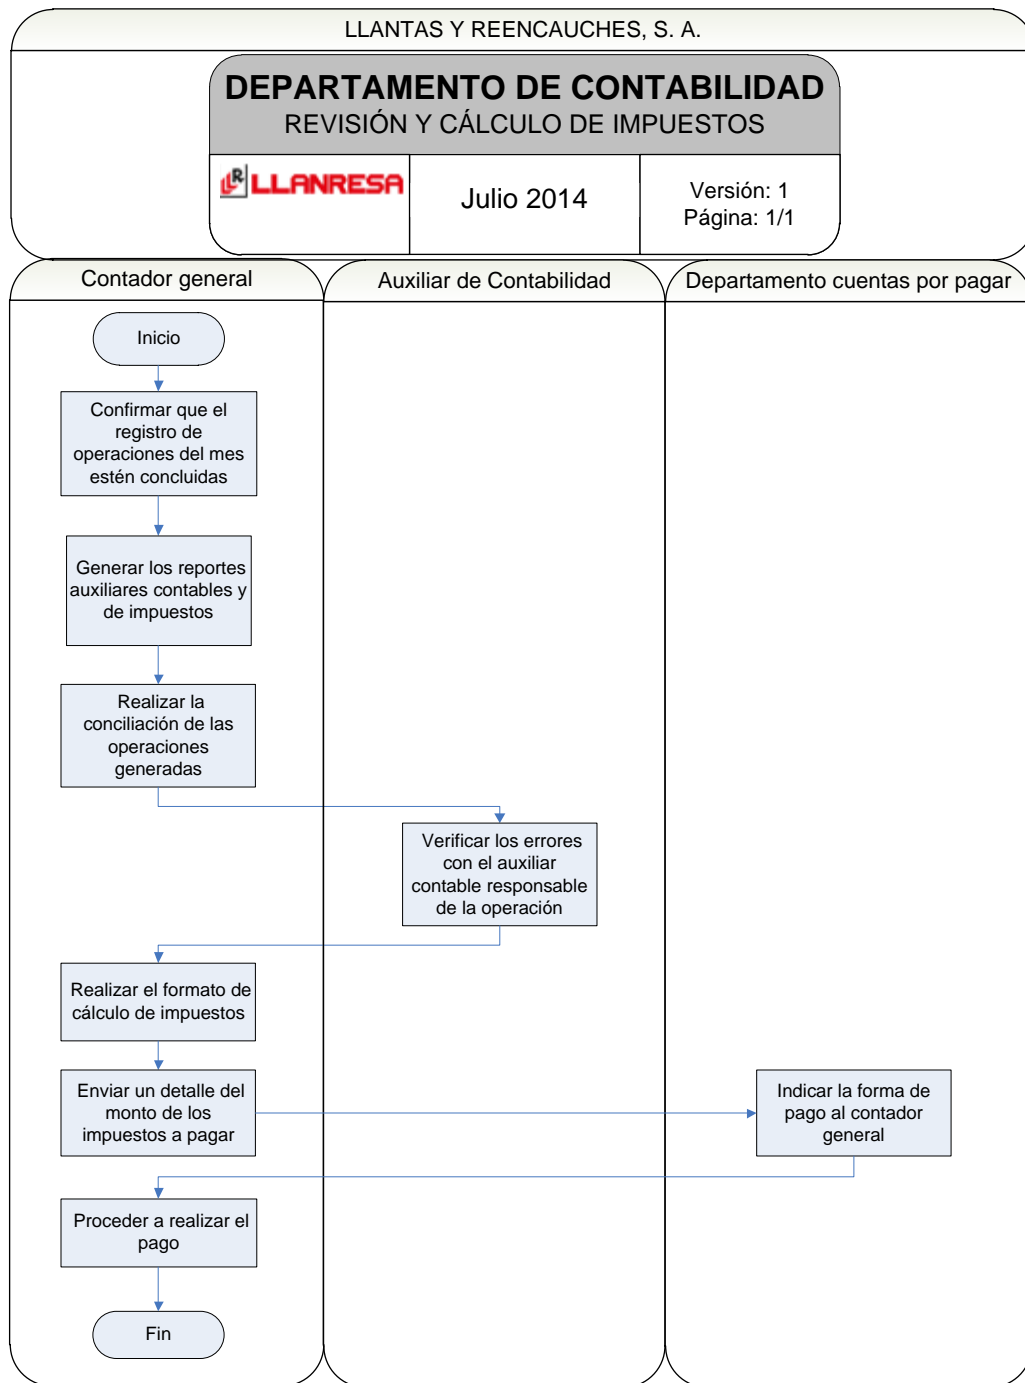 LLANTAS Y REENCAUCHES, S. A.
DEPARTAMENTO DE CONTABILIDAD
REVISIÓN Y CÁLCULO DE IMPUESTOS
LLR LLANRESA
Julio 2014
Versión: 1
Página: 1/1
Contador general
Auxiliar de Contabilidad
Departamento cuentas por pagar
Inicio
Confirmar que el
registro de
operaciones del mes
estén concluidas
Generar los reportes
auxiliares contables y
de impuestos
Realizar la
conciliación de las
operaciones
generadas
Verificar los errores
con el auxiliar
contable responsable
de la operación
Realizar el formato de
cálculo de impuestos
Enviar un detalle del
monto de los
impuestos a pagar
Indicar la forma de
pago al contador
general
Proceder a realizar el
pago
Fin